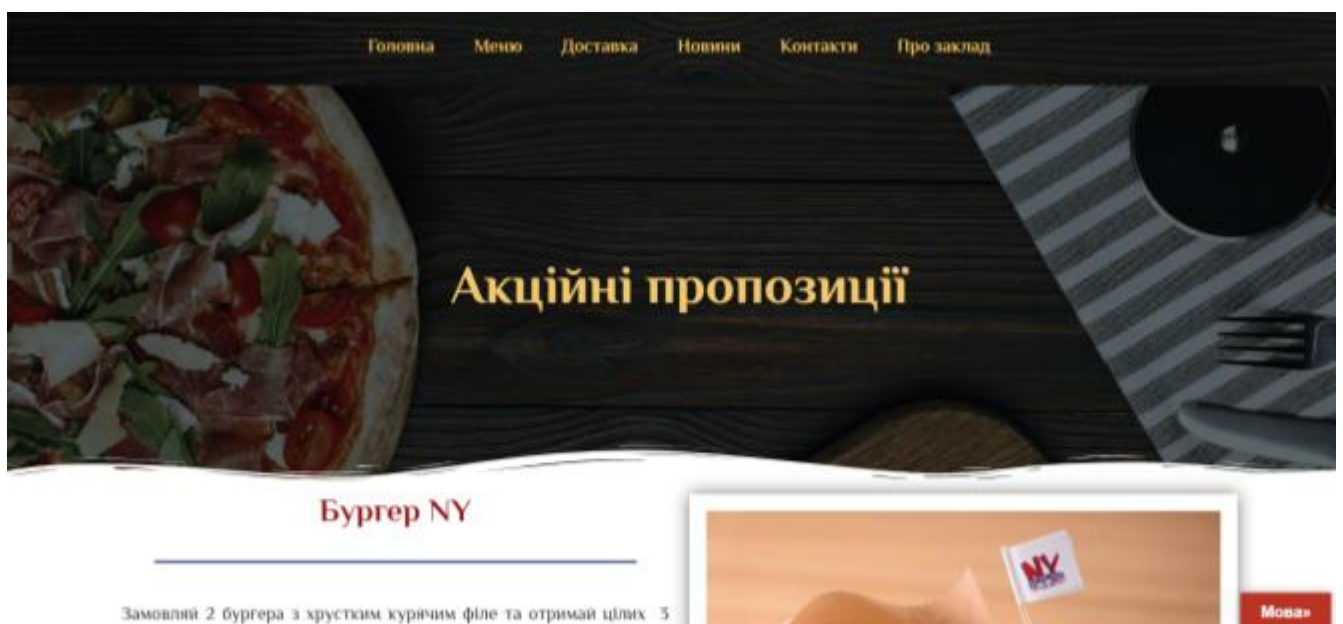 Головна Меню Доставка Новини Контакти Про заклад
Акційні пропозиції
Бургер NY
Замовляй 2 бургера з хрустким курячим філе та отримай цілих 3
NY
Мова»